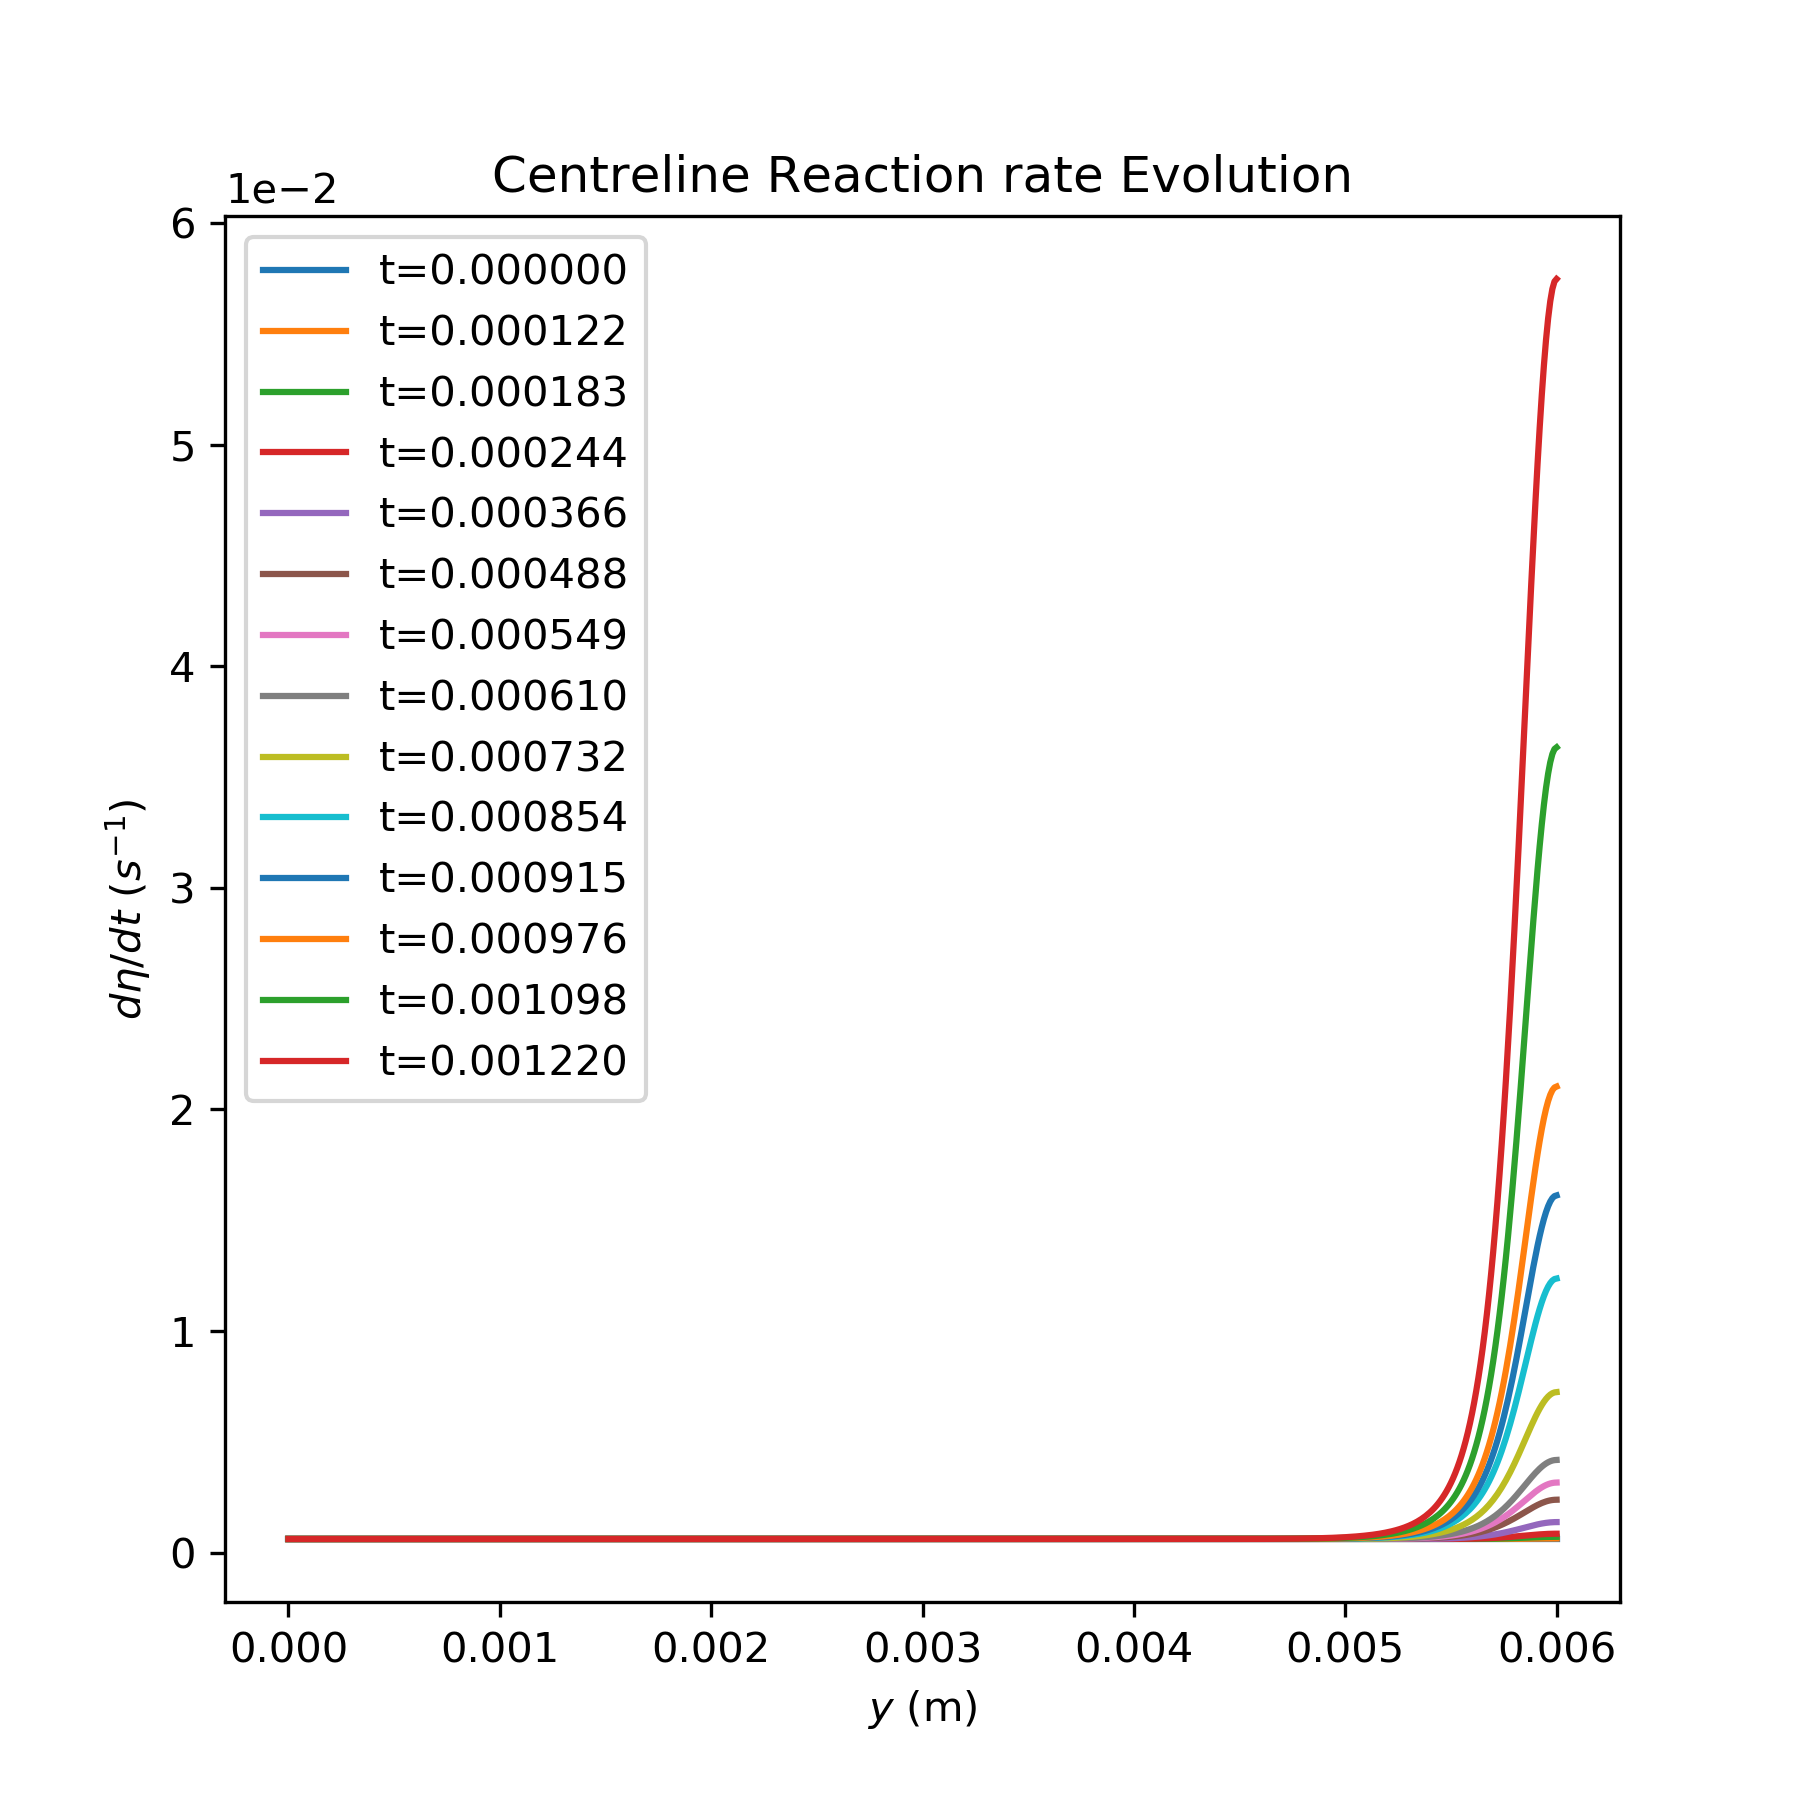 Centreline Reaction rate Evolution
1e−2
6
5
4
3
2
1
0
dη/dt (s⁻¹)
t=0.000000
t=0.000122
t=0.000183
t=0.000244
t=0.000366
t=0.000488
t=0.000549
t=0.000610
t=0.000732
t=0.000854
t=0.000915
t=0.000976
t=0.001098
t=0.001220
0.000 0.001 0.002 0.003 0.004 0.005 0.006
y (m)